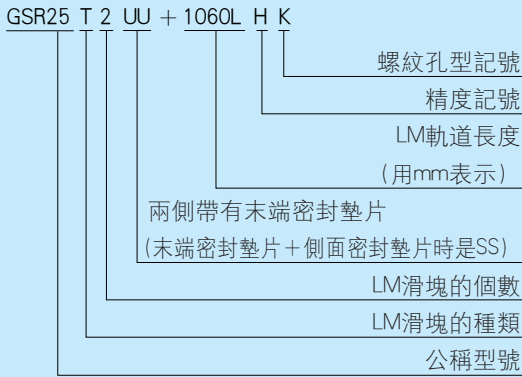 GSR25 T 2 UU + 1060L H K
螺紋孔型記號
精度記號
LM軌道長度
(用mm表示)
兩側帶有末端密封墊片
(末端密封墊片+側面密封墊片時是SS)
LM滑塊的個數
LM滑塊的種類
公稱型號